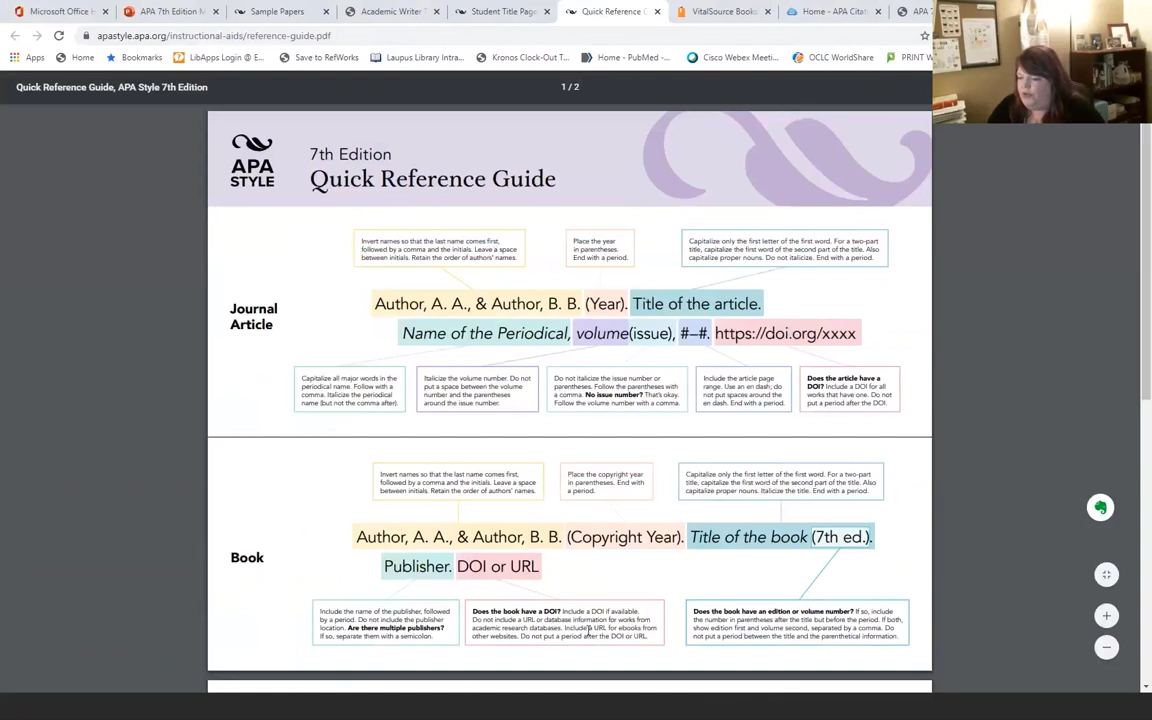 Microsoft Office H
APA 7th Edition M
Sample Papers
Academic Writer T
Student Title Page
Quick Reference G
VitalSource Books
Home - APA Citati
APA 7
apastyle.apa.org/instructional-aids/reference-guide.pdf
Apps
Home
Bookmarks
LibApps Login @ E...
Save to RefWorks
Laupus Library Intra...
Kronos Clock-Out T...
Home - PubMed -...
Cisco Webex Meeti...
OCLC WorldShare
PRINT W
Quick Reference Guide, APA Style 7th Edition
1 / 2
APA
STYLE
7th Edition
Quick Reference Guide
Invert names so that the last name comes first,
followed by a comma and the initials. Leave a space
between initials. Retain the order of authors' names.
Place the year
in parentheses.
End with a period.
Capitalize only the first letter of the first word. For a two-part
title, capitalize the first word of the second part of the title. Also
capitalize proper nouns. Do not italicize. End with a period.
Journal
Article
Author, A. A., & Author, B. B. (Year). Title of the article.
Name of the Periodical, volume(issue), #–#. https://doi.org/xxxx
Capitalize all major words in the
periodical name. Follow with a
comma. Italicize the periodical
name (but not the comma after).
Italicize the volume number. Do not
put a space between the volume
number and the parentheses
around the issue number.
Do not italicize the issue number or
parentheses. Follow the parentheses with
a comma. No issue number? That's okay.
Follow the volume number with a comma.
Include the article page
range. Use an en dash; do
not put spaces around the
en dash. End with a period.
Does the article have a
DOI? Include a DOI for all
works that have one. Do not
put a period after the DOI.
Invert names so that the last name comes first,
followed by a comma and the initials. Leave a space
between initials. Retain the order of authors' names.
Place the copyright year
in parentheses. End with
a period.
Capitalize only the first letter of the first word. For a two-part
title, capitalize the first word of the second part of the title. Also
capitalize proper nouns. Italicize the title. End with a period.
Book
Author, A. A., & Author, B. B. (Copyright Year). Title of the book (7th ed.).
Publisher. DOI or URL
Include the name of the publisher, followed
by a period. Do not include the publisher
location. Are there multiple publishers?
If so, separate them with a semicolon.
Does the book have a DOI? Include a DOI if available.
Do not include a URL or database information for works from
academic research databases. Include a URL for ebooks from
other websites. Do not put a period after the DOI or URL.
Does the book have an edition or volume number? If so, include
the number in parentheses after the title but before the period. If both,
show edition first and volume second, separated by a comma. Do
not put a period between the title and the parenthetical information.